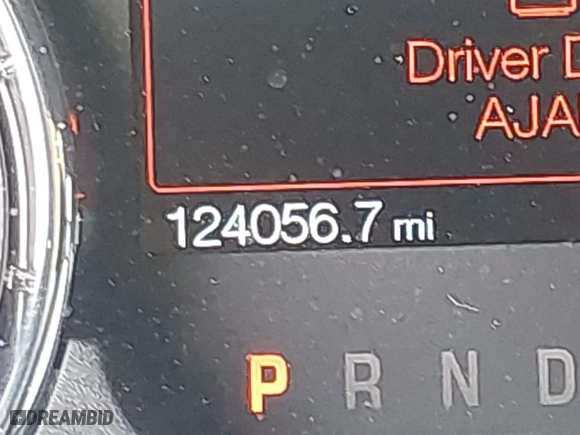 Driver D
AJA
124056.7 mi
P R N D
DREAMBID